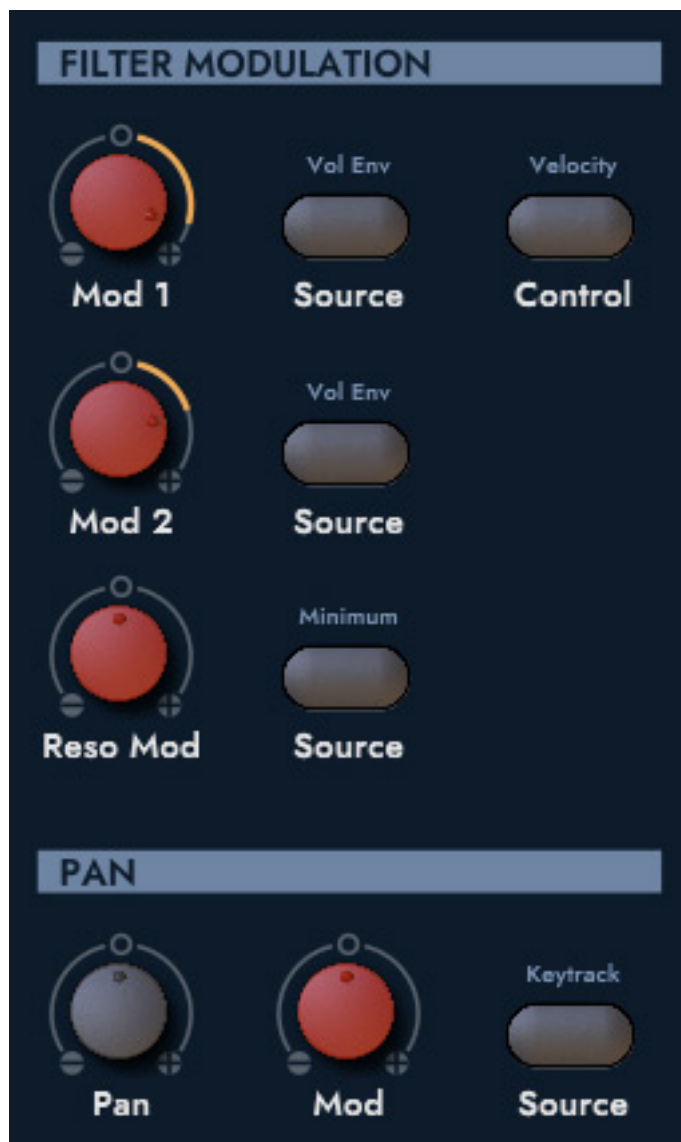 FILTER MODULATION
Vol Env
Velocity
Mod 1
Source
Control
Vol Env
Mod 2
Source
Minimum
Reso Mod
Source
PAN
Keytrack
Pan
Mod
Source